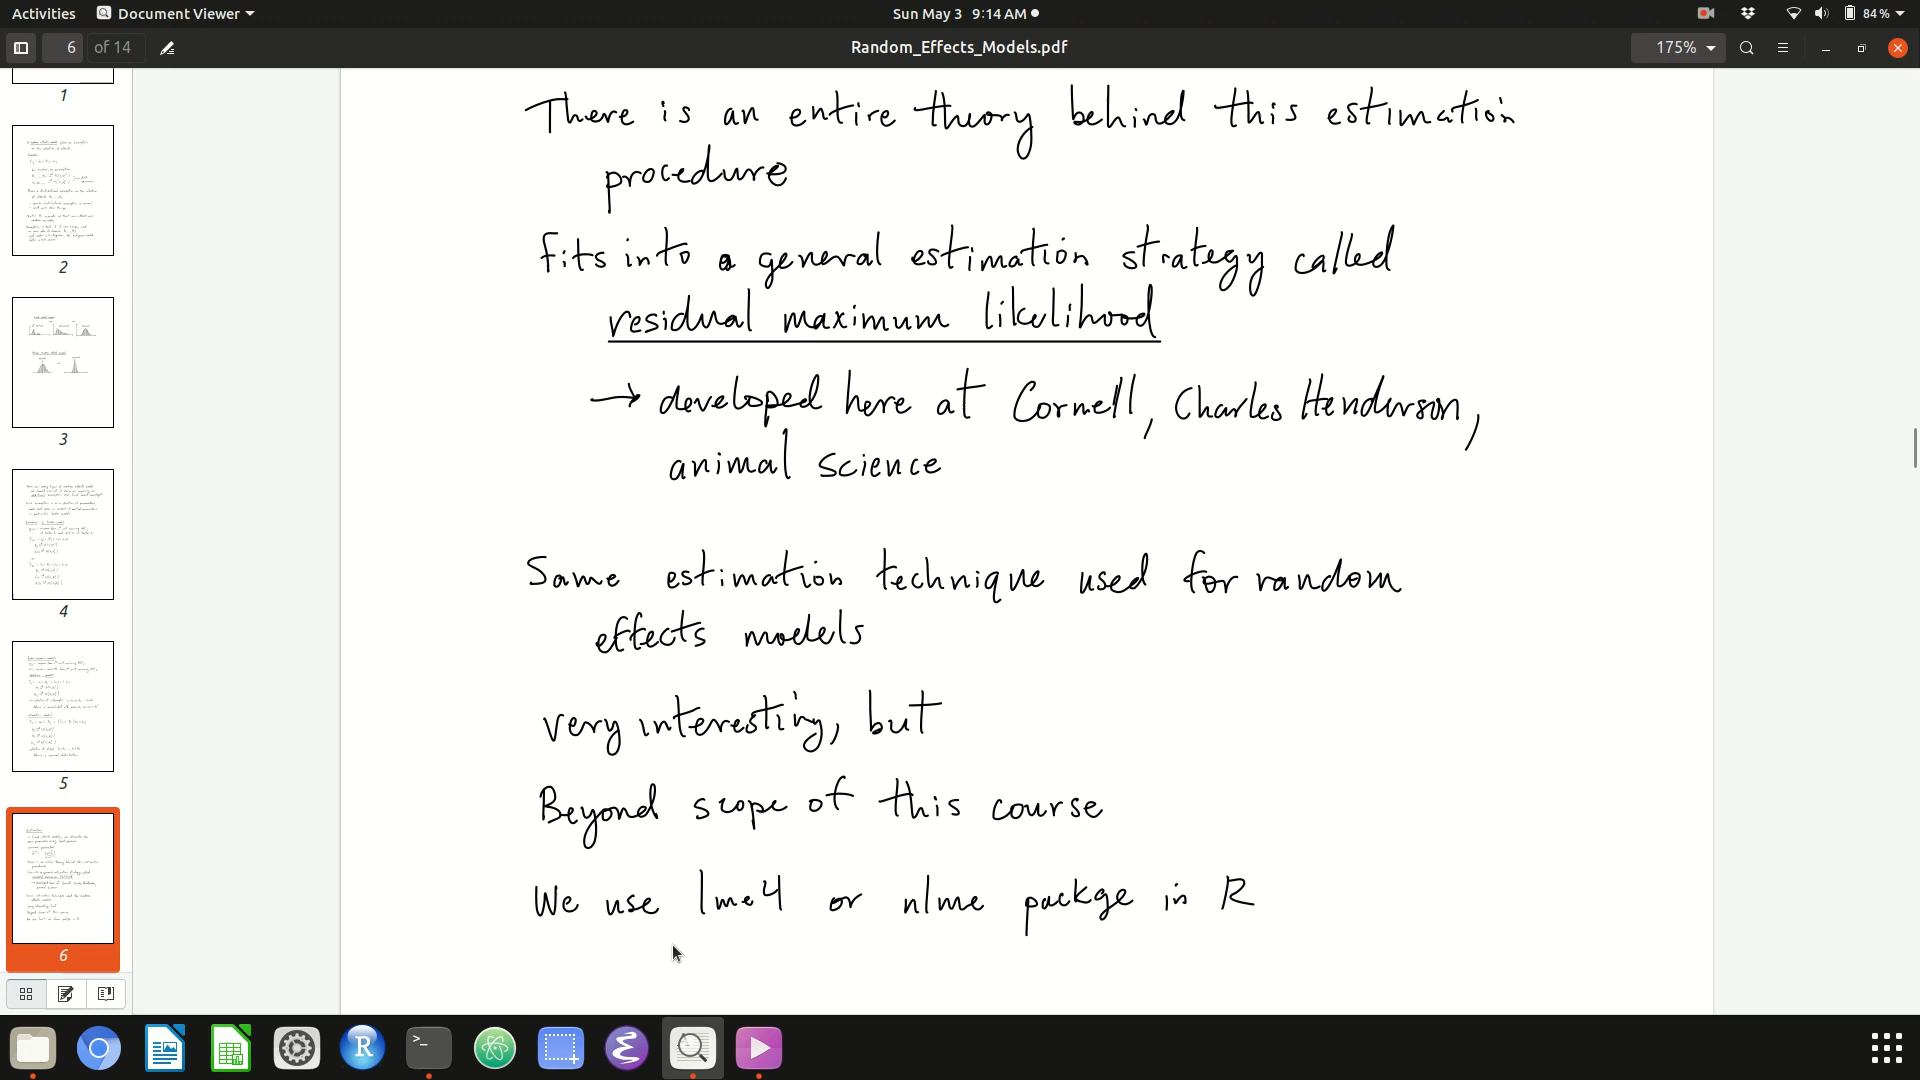 Activities Document Viewer Sun May 3 9:14 AM 84 %
6 of 14 Random_Effects_Models.pdf 175%
1
2
3
4
5
6
There is an entire theory behind this estimation
procedure
fits into a general estimation strategy called
residual maximum likelihood
→ developed here at Cornell, Charles Henderson,
animal science
Same estimation technique used for random
effects models
very interesting, but
Beyond scope of this course
We use lme4 or nlme packge in R